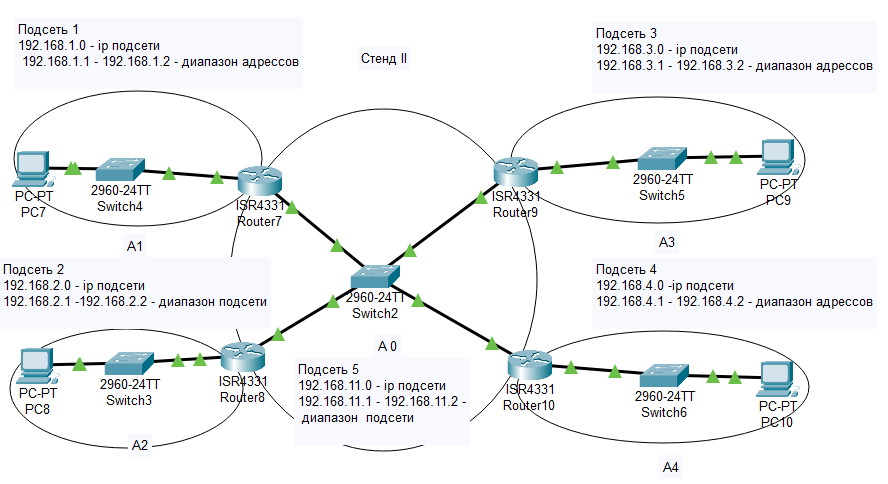 Подсеть 1
192.168.1.0 - ip подсети
192.168.1.1 - 192.168.1.2 - диапазон адрессов
Стенд II
Подсеть 3
192.168.3.0 - ip подсети
192.168.3.1 - 192.168.3.2 - диапазон адрессов
PC-PT
PC7
2960-24TT
Switch4
ISR4331
Router7
A1
ISR4331
Router9
2960-24TT
Switch5
PC-PT
PC9
A3
Подсеть 2
192.168.2.0 - ip подсети
192.168.2.1 -192.168.2.2 - диапазон подсети
2960-24TT
Switch2
A 0
Подсеть 4
192.168.4.0 -ip подсети
192.168.4.1 - 192.168.4.2 - диапазон адрессов
PC-PT
PC8
2960-24TT
Switch3
ISR4331
Router8
A2
Подсеть 5
192.168.11.0 - ip подсети
192.168.11.1 - 192.168.11.2 -
диапазон подсети
ISR4331
Router10
2960-24TT
Switch6
PC-PT
PC10
A4